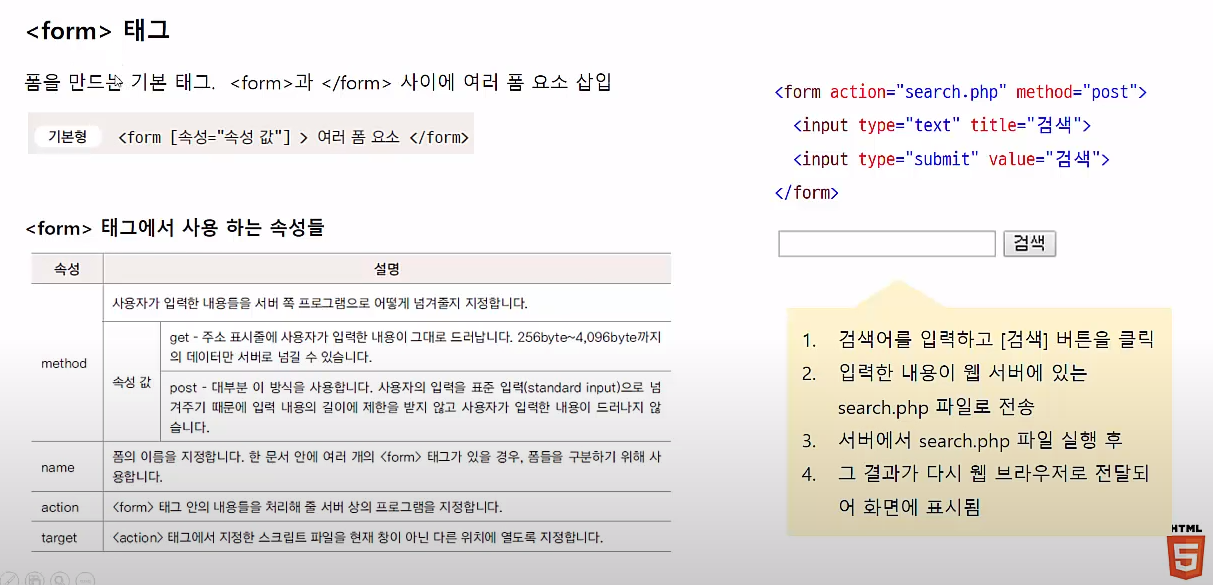 <form> 태그
폼을 만드는 기본 태그. <form>과 </form> 사이에 여러 폼 요소 삽입
기본형 <form [속성="속성 값"] > 여러 폼 요소 </form>
<form> 태그에서 사용 하는 속성들
속성 설명
method
사용자가 입력한 내용들을 서버 쪽 프로그램으로 어떻게 넘겨줄지 지정합니다.
속성 값
get - 주소 표시줄에 사용자가 입력한 내용이 그대로 드러납니다. 256byte~4,096byte까지
의 데이터만 서버로 넘길 수 있습니다.
post - 대부분 이 방식을 사용합니다. 사용자의 입력을 표준 입력(standard input)으로 넘
겨주기 때문에 입력 내용의 길이에 제한을 받지 않고 사용자가 입력한 내용이 드러나지 않
습니다.
name
폼의 이름을 지정합니다. 한 문서 안에 여러 개의 <form> 태그가 있을 경우, 폼들을 구분하기 위해 사
용합니다.
action <form> 태그 안의 내용들을 처리해 줄 서버 상의 프로그램을 지정합니다.
target <action> 태그에서 지정한 스크립트 파일을 현재 창이 아닌 다른 위치에 열도록 지정합니다.
<form action="search.php" method="post">
<input type="text" title="검색">
<input type="submit" value="검색">
</form>
검색
1. 검색어를 입력하고 [검색] 버튼을 클릭
2. 입력한 내용이 웹 서버에 있는
search.php 파일로 전송
3. 서버에서 search.php 파일 실행 후
4. 그 결과가 다시 웹 브라우저로 전달되
어 화면에 표시됨
HTML
5